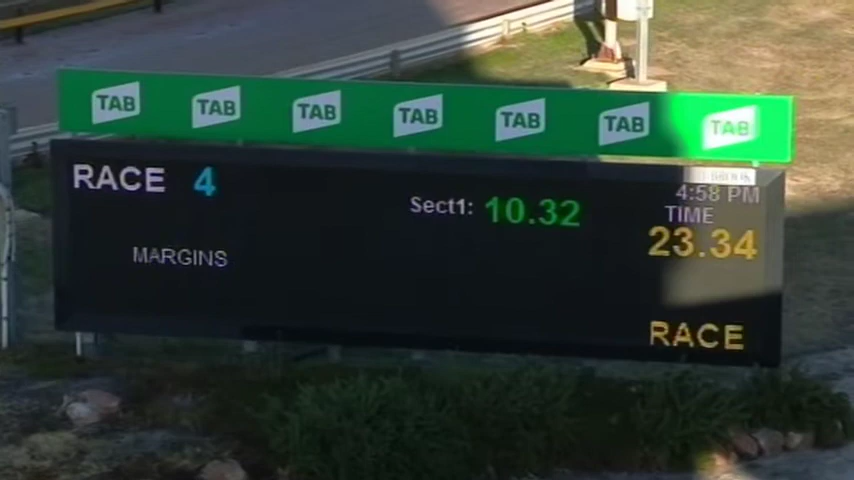 TAB TAB TAB TAB TAB TAB TAB
RACE 4
4:58 PM
Sect1: 10.32
TIME
23.34
MARGINS
RACE